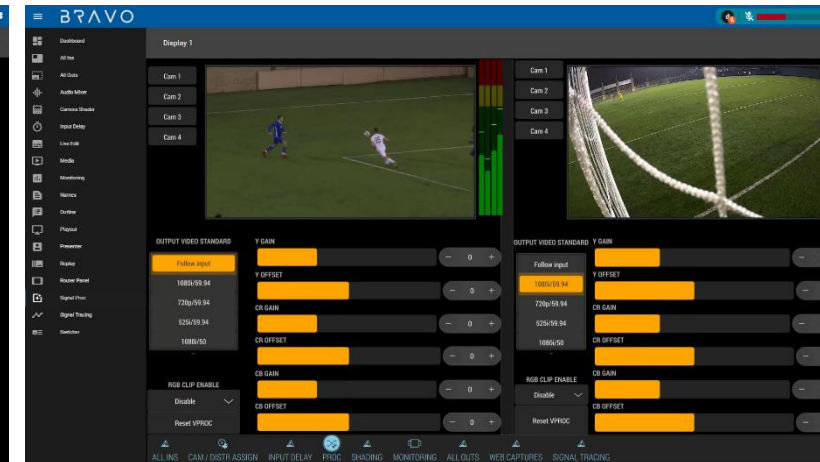 BRAVO
Dashboard
All Ins
All Outs
Audio Mixer
Camera Shader
Input Delay
Live Edit
Media
Monitoring
Names
Outline
Playout
Presenter
Replay
Router Panel
Signal Proc
Signal Tracing
Switcher
Display 1
Cam 1
Cam 2
Cam 3
Cam 4
OUTPUT VIDEO STANDARD
Follow input
1080i/59.94
720p/59.94
525i/59.94
1080i/50
RGB CLIP ENABLE
Disable
Reset VPROC
Y GAIN
- 0 +
Y OFFSET
- 0 +
CR GAIN
- 0 +
CR OFFSET
- 0 +
CB GAIN
- 0 +
CB OFFSET
- 0 +
Cam 1
Cam 2
Cam 3
Cam 4
OUTPUT VIDEO STANDARD
Follow input
1080i/59.94
720p/59.94
525i/59.94
1080i/50
RGB CLIP ENABLE
Disable
Reset VPROC
Y GAIN
Y OFFSET
CR GAIN
CR OFFSET
CB GAIN
CB OFFSET
ALL INS CAM / DISTR ASSIGN INPUT DELAY PROC SHADING MONITORING ALL OUTS WEB CAPTURES SIGNAL TRACING